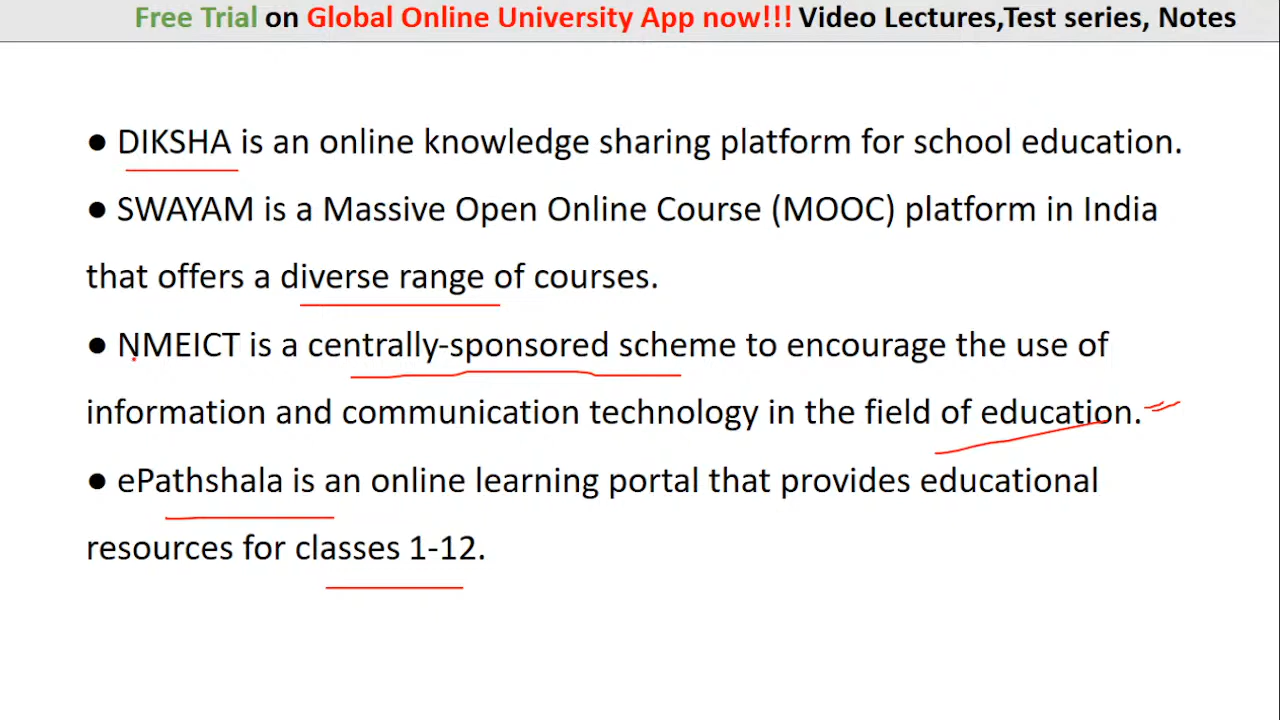 Free Trial on Global Online University App now!!! Video Lectures,Test series, Notes
● DIKSHA is an online knowledge sharing platform for school education.
● SWAYAM is a Massive Open Online Course (MOOC) platform in India
that offers a diverse range of courses.
● NMEICT is a centrally-sponsored scheme to encourage the use of
information and communication technology in the field of education.
● ePathshala is an online learning portal that provides educational
resources for classes 1-12.